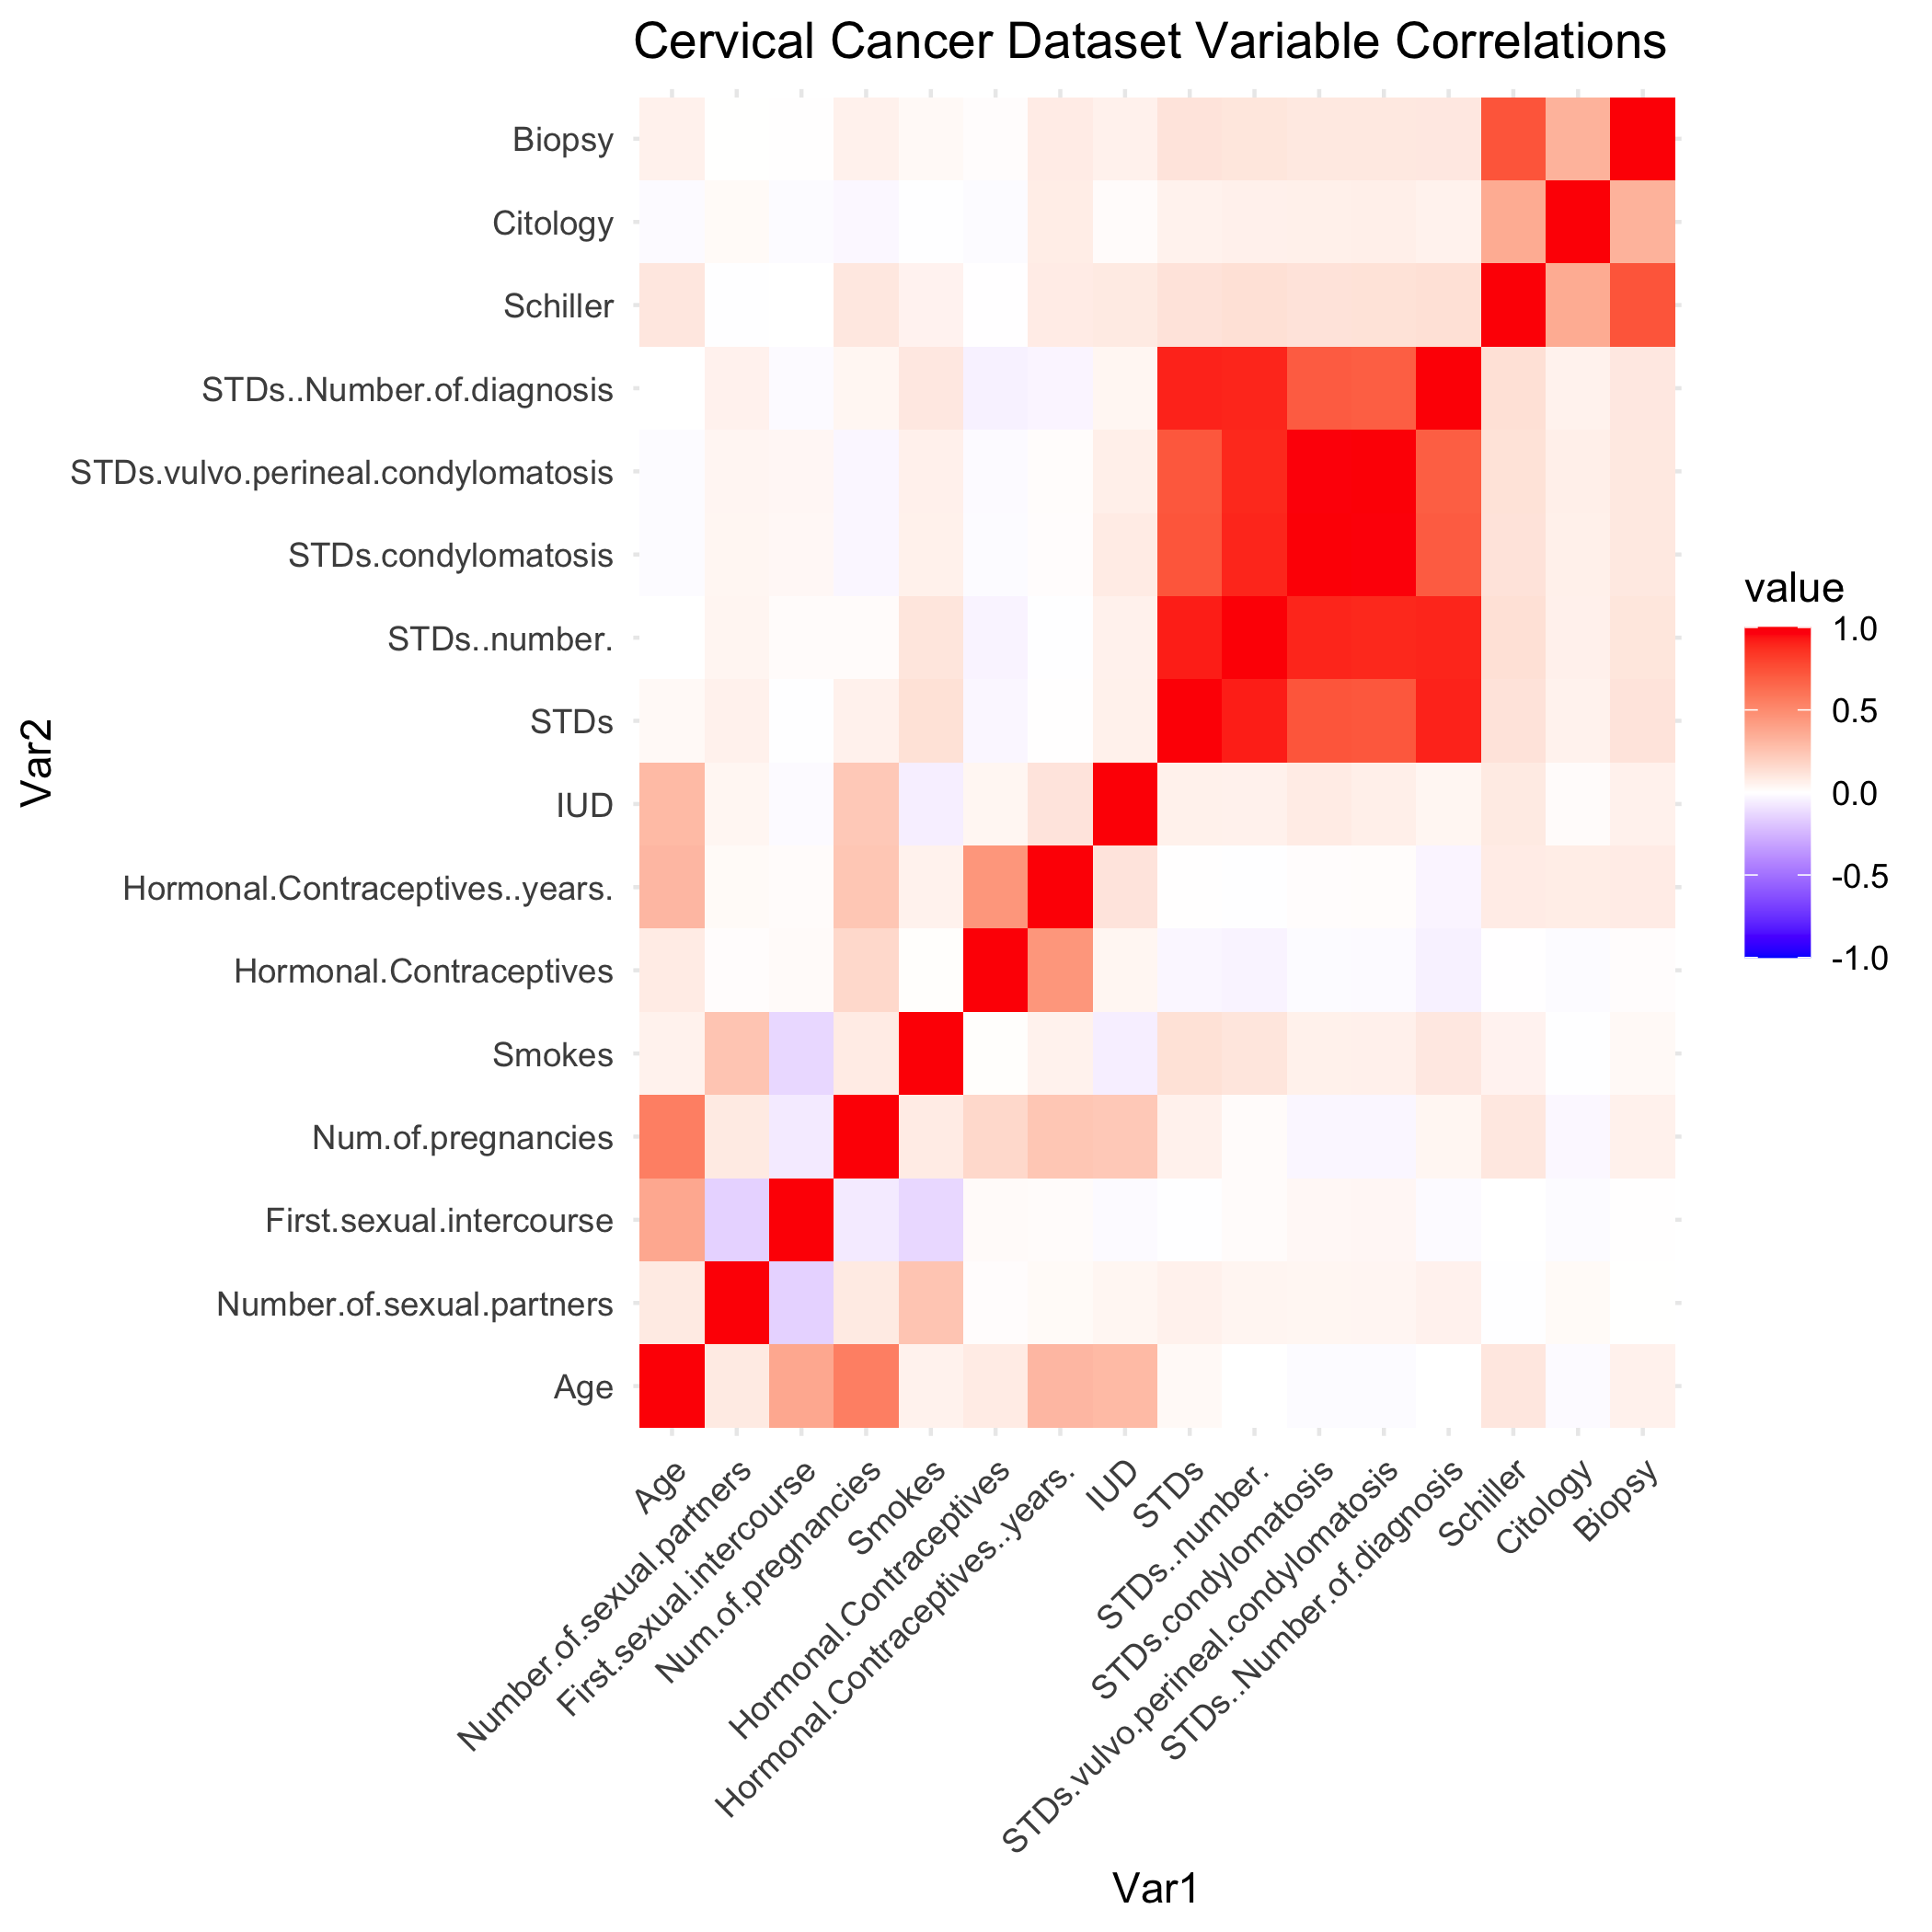 Cervical Cancer Dataset Variable Correlations
Var2
Biopsy
Citology
Schiller
STDs..Number.of.diagnosis
STDs.vulvo.perineal.condylomatosis
STDs.condylomatosis
STDs..number.
STDs
IUD
Hormonal.Contraceptives..years.
Hormonal.Contraceptives
Smokes
Num.of.pregnancies
First.sexual.intercourse
Number.of.sexual.partners
Age
Age
Number.of.sexual.partners
First.sexual.intercourse
Num.of.pregnancies
Smokes
Hormonal.Contraceptives
Hormonal.Contraceptives..years.
IUD
STDs
STDs..number.
STDs.condylomatosis
STDs.vulvo.perineal.condylomatosis
STDs..Number.of.diagnosis
Schiller
Citology
Biopsy
Var1
value
1.0
0.5
0.0
-0.5
-1.0